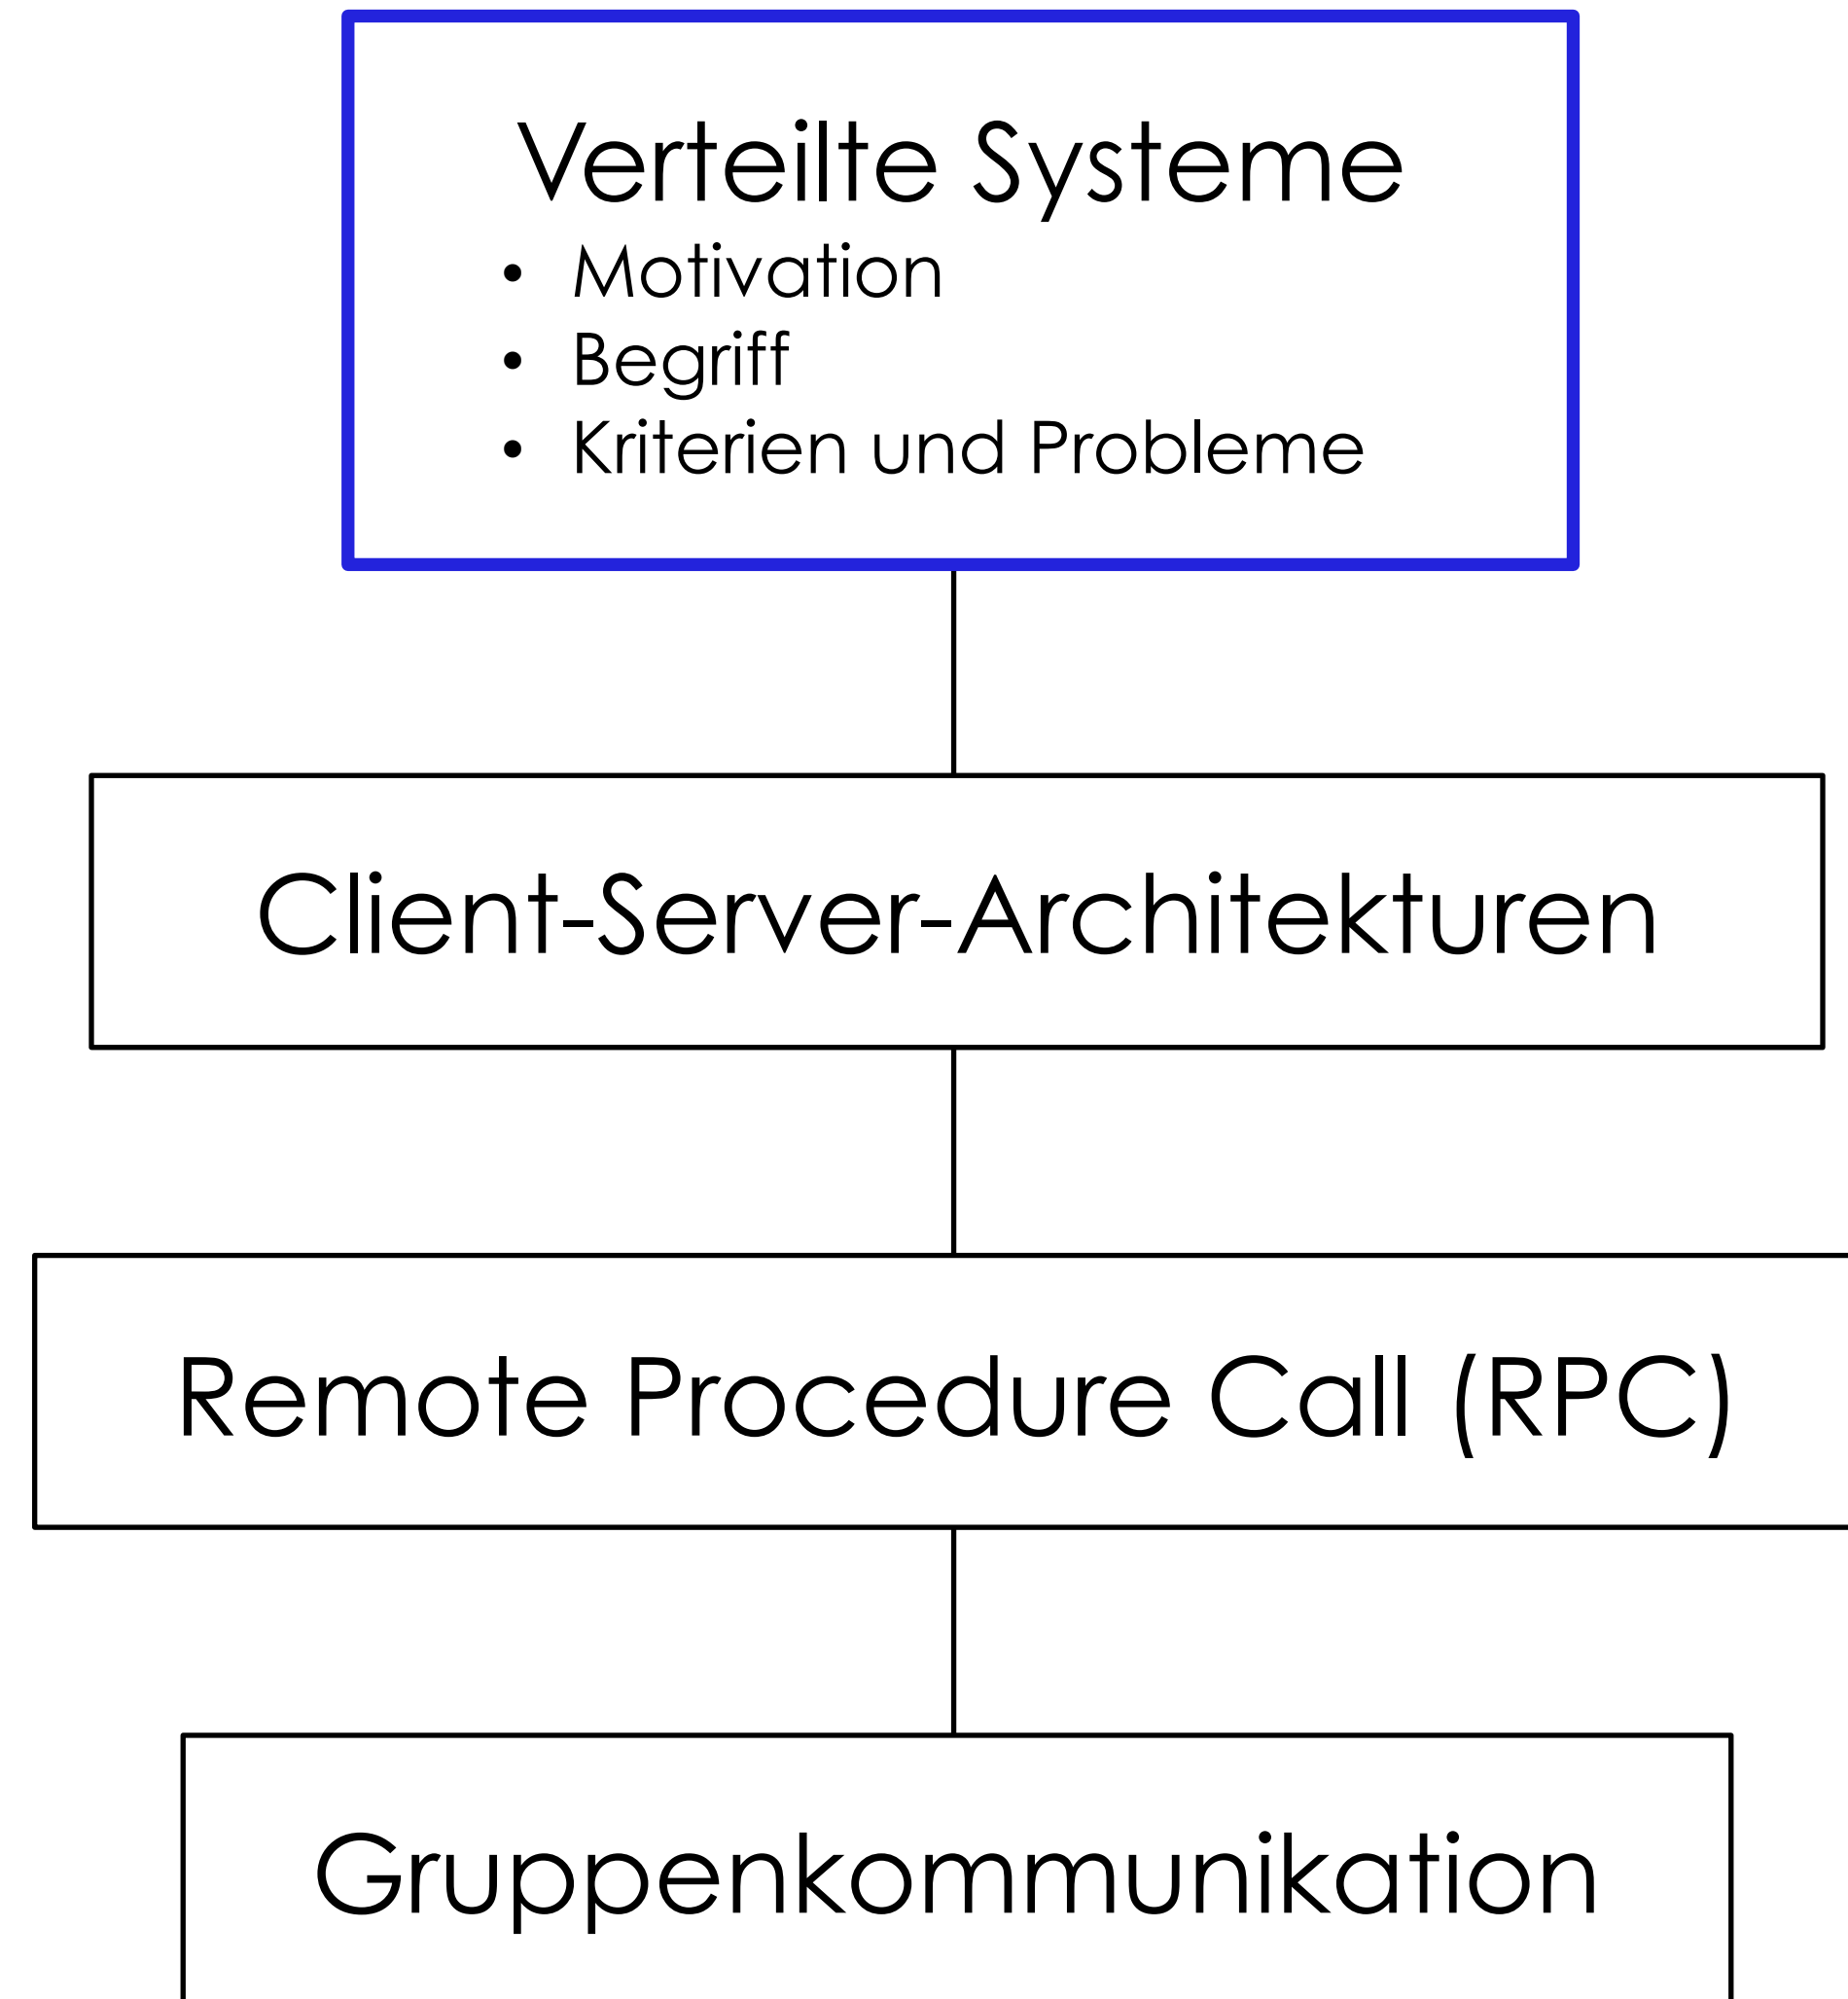 Verteilte Systeme
• Motivation
• Begriff
• Kriterien und Probleme
Client-Server-Architekturen
Remote Procedure Call (RPC)
Gruppenkommunikation